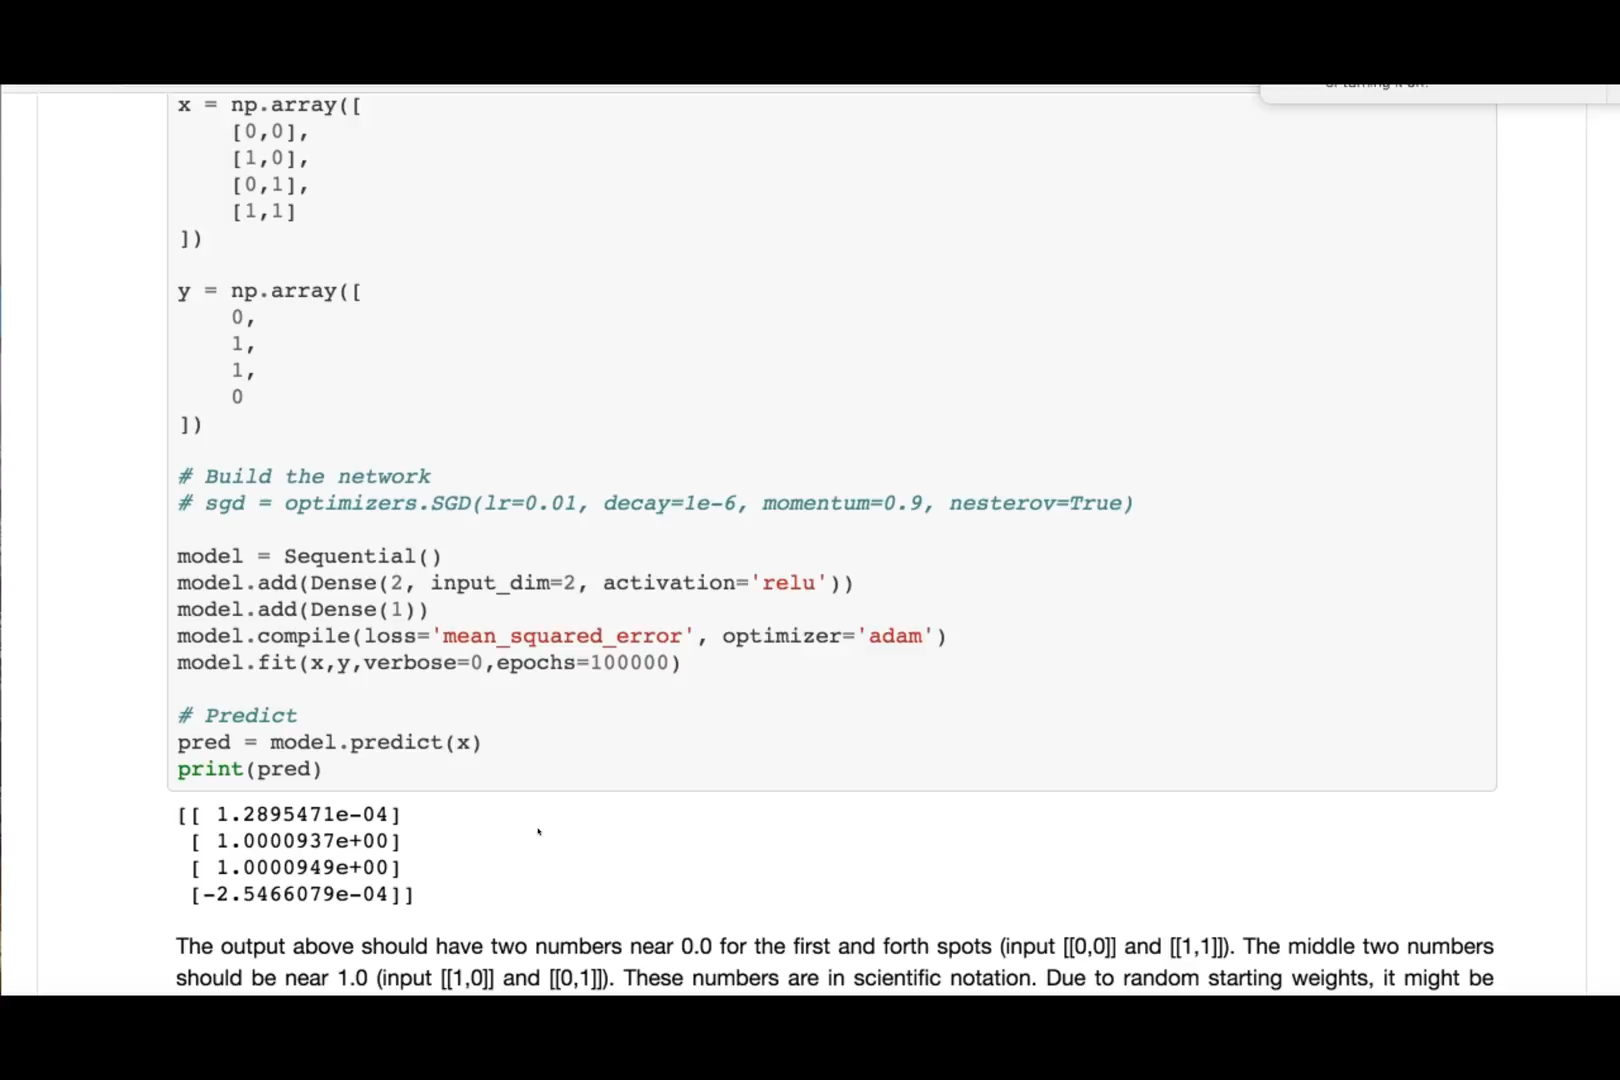 x = np.array([
[0,0],
[1,0],
[0,1],
[1,1]
])
y = np.array([
0,
1,
1,
0
])
# Build the network
# sgd = optimizers.SGD(lr=0.01, decay=1e-6, momentum=0.9, nesterov=True)
model = Sequential()
model.add(Dense(2, input_dim=2, activation='relu'))
model.add(Dense(1))
model.compile(loss='mean_squared_error', optimizer='adam')
model.fit(x,y,verbose=0,epochs=100000)
# Predict
pred = model.predict(x)
print(pred)
[[ 1.2895471e-04]
[ 1.0000937e+00]
[ 1.0000949e+00]
[-2.5466079e-04]]
The output above should have two numbers near 0.0 for the first and forth spots (input [[0,0]] and [[1,1]]). The middle two numbers
should be near 1.0 (input [[1,0]] and [[0,1]]). These numbers are in scientific notation. Due to random starting weights, it might be